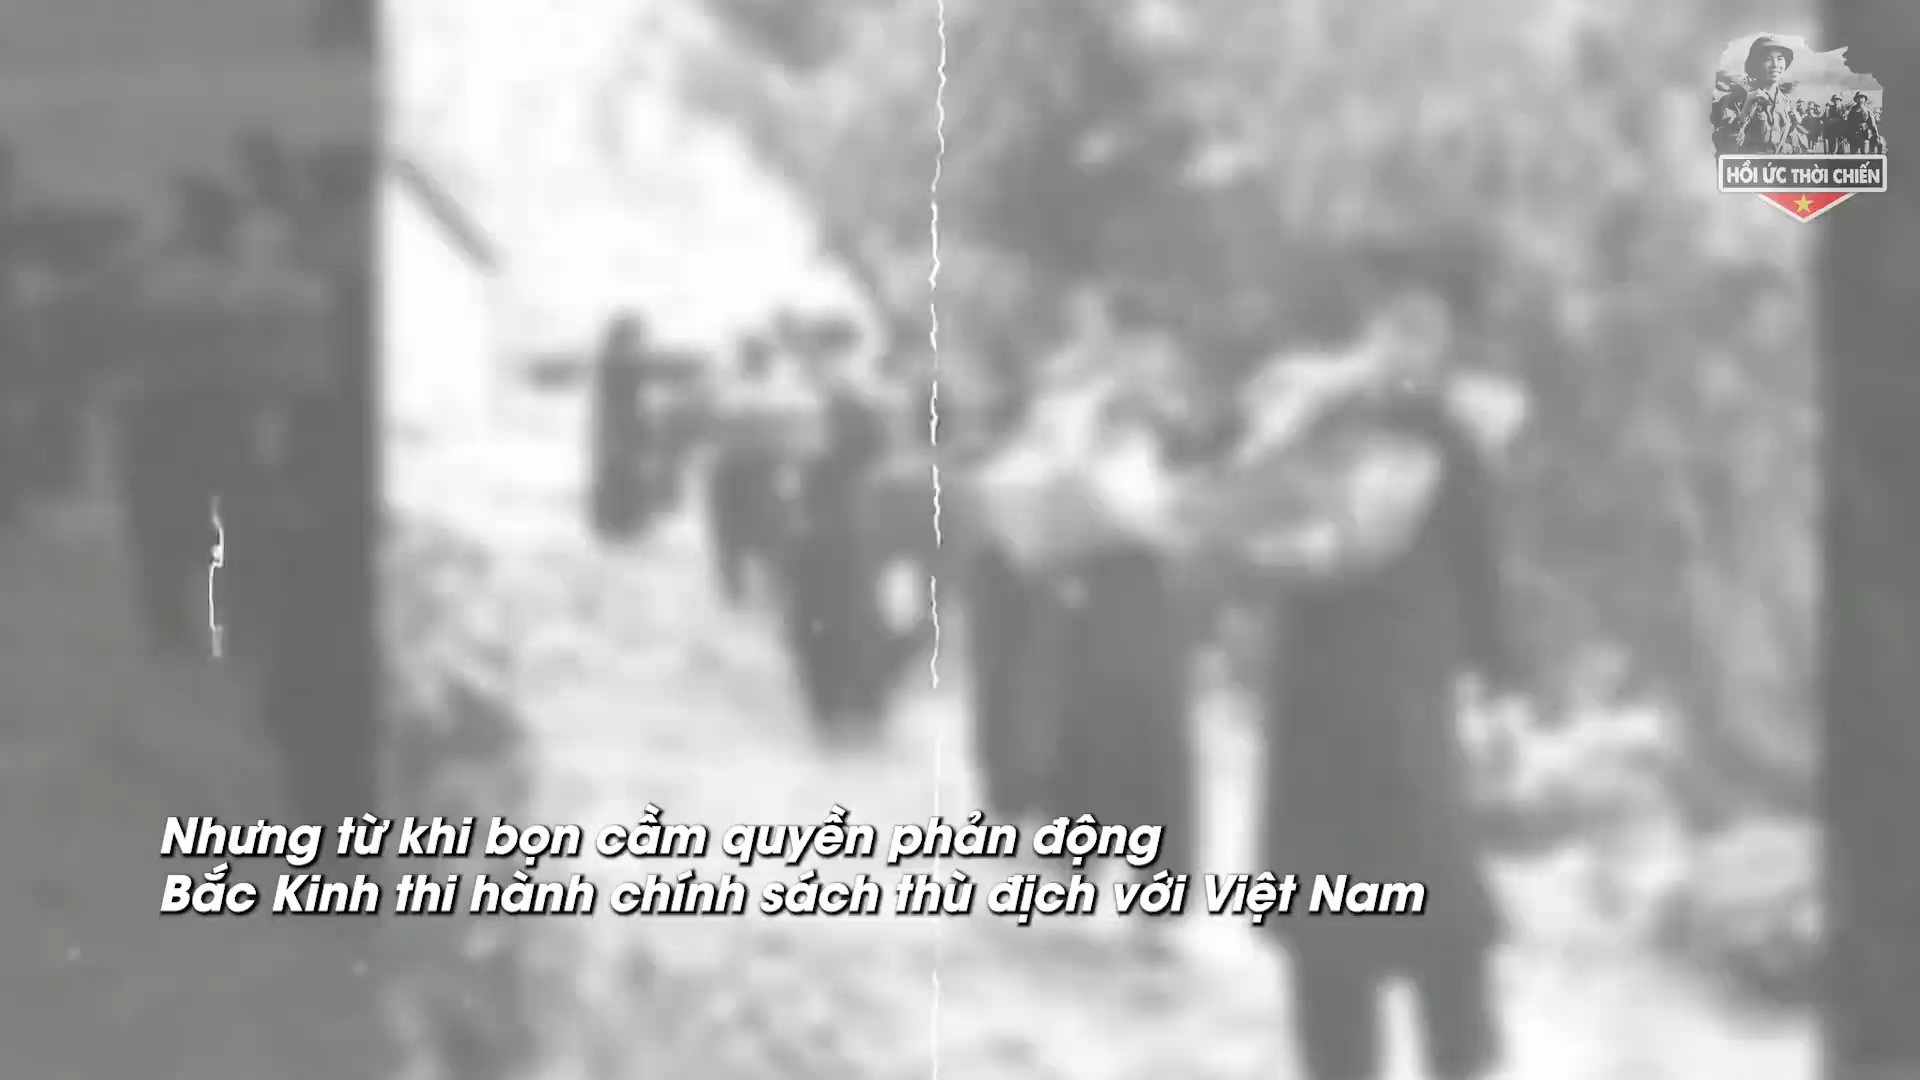 HỒI ỨC THỜI CHIẾN
Nhưng từ khi bọn cầm quyền phản động
Bắc Kinh thi hành chính sách thù địch với Việt Nam